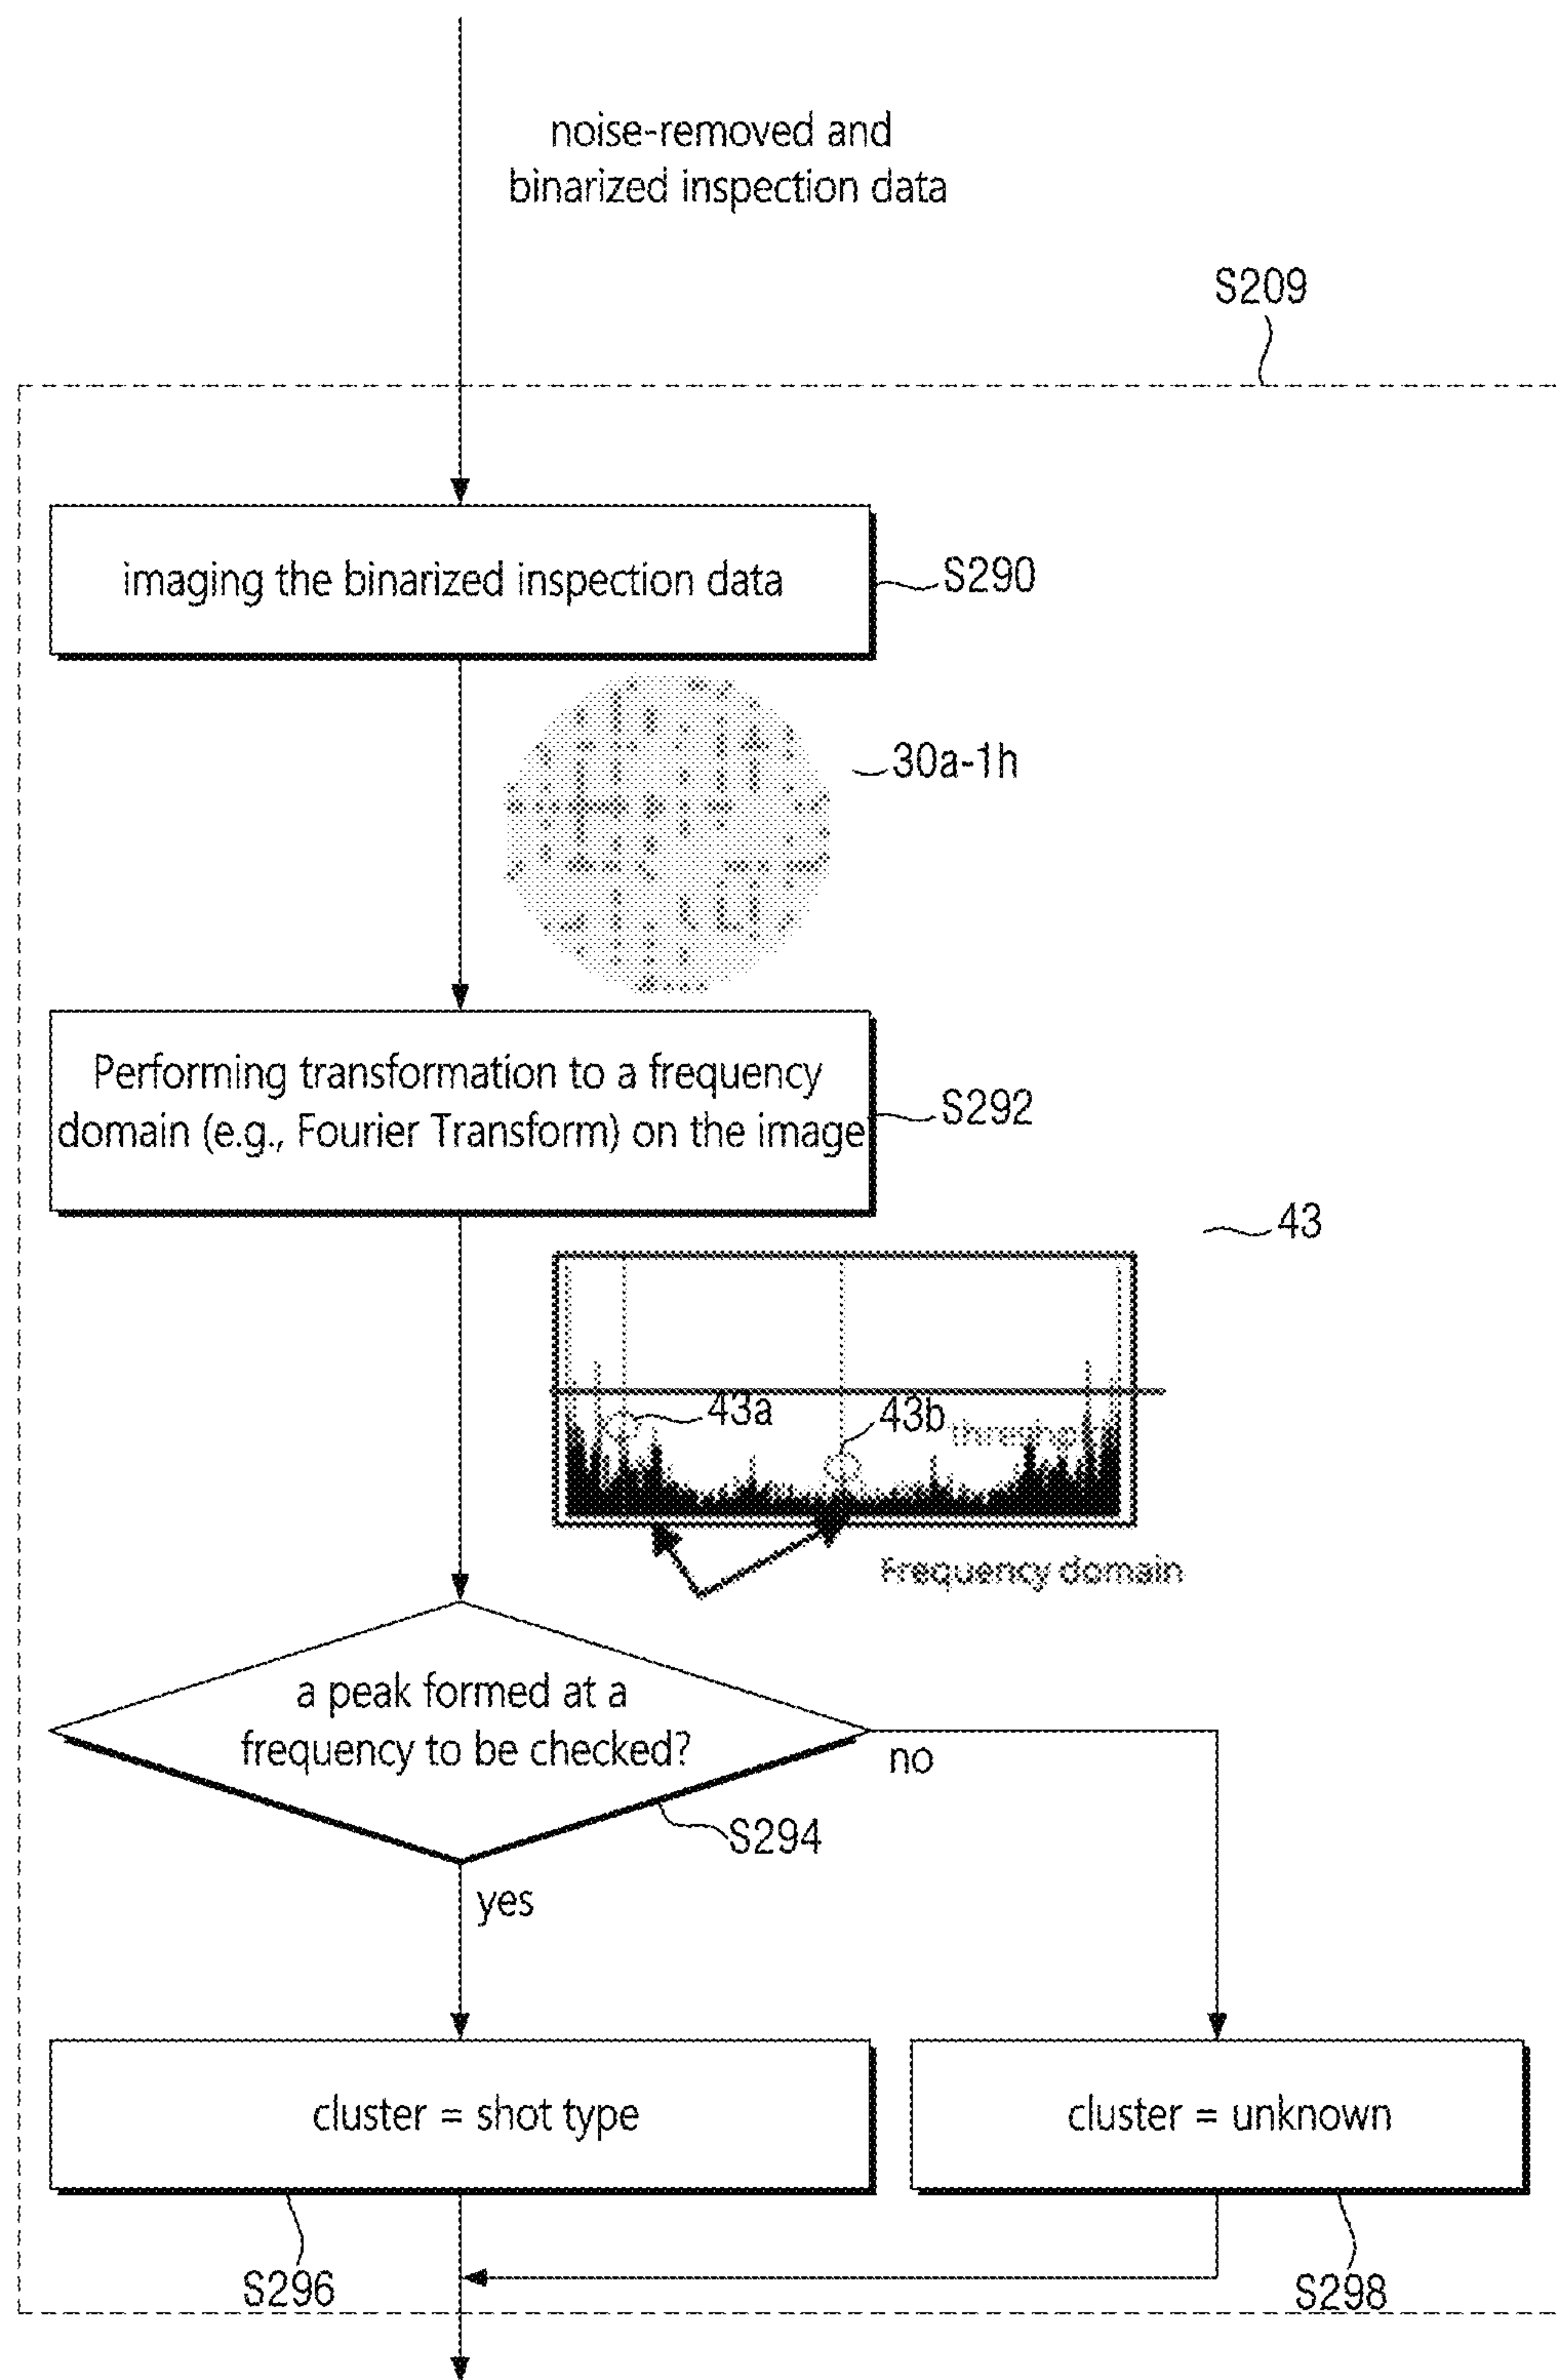 noise-removed and
binarized inspection data
S209
imaging the binarized inspection data
S290
30a-1h
Performing transformation to a frequency
domain (e.g., Fourier Transform) on the image
S292
43
43a
43b
Frequency domain
a peak formed at a
frequency to be checked?
no
S294
yes
cluster = shot type
cluster = unknown
S296
S298